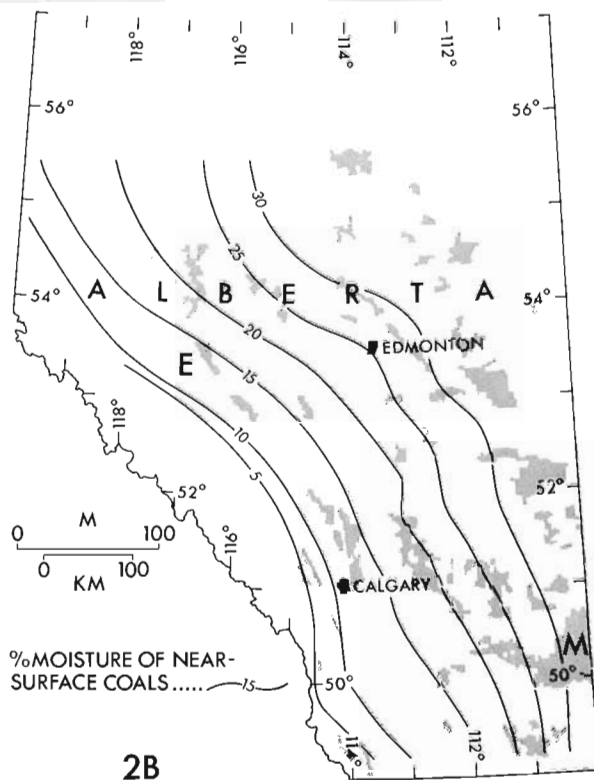 118° 116° 114° 112°
56° 56°
30
25
54° A L B E R T A 54°
20
EDMONTON
E 15
10
118° 5
52° 52°
0 M 100
0 100
KM
116°
CALGARY
%MOISTURE OF NEAR-
SURFACE COALS ..... 15
M
50° 50°
114° 112°
2B